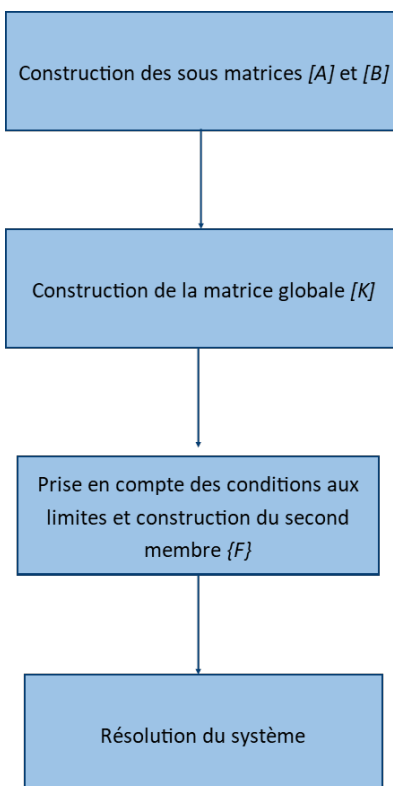 Construction des sous matrices [A] et [B]
Construction de la matrice globale [K]
Prise en compte des conditions aux
limites et construction du second
membre {F}
Résolution du système